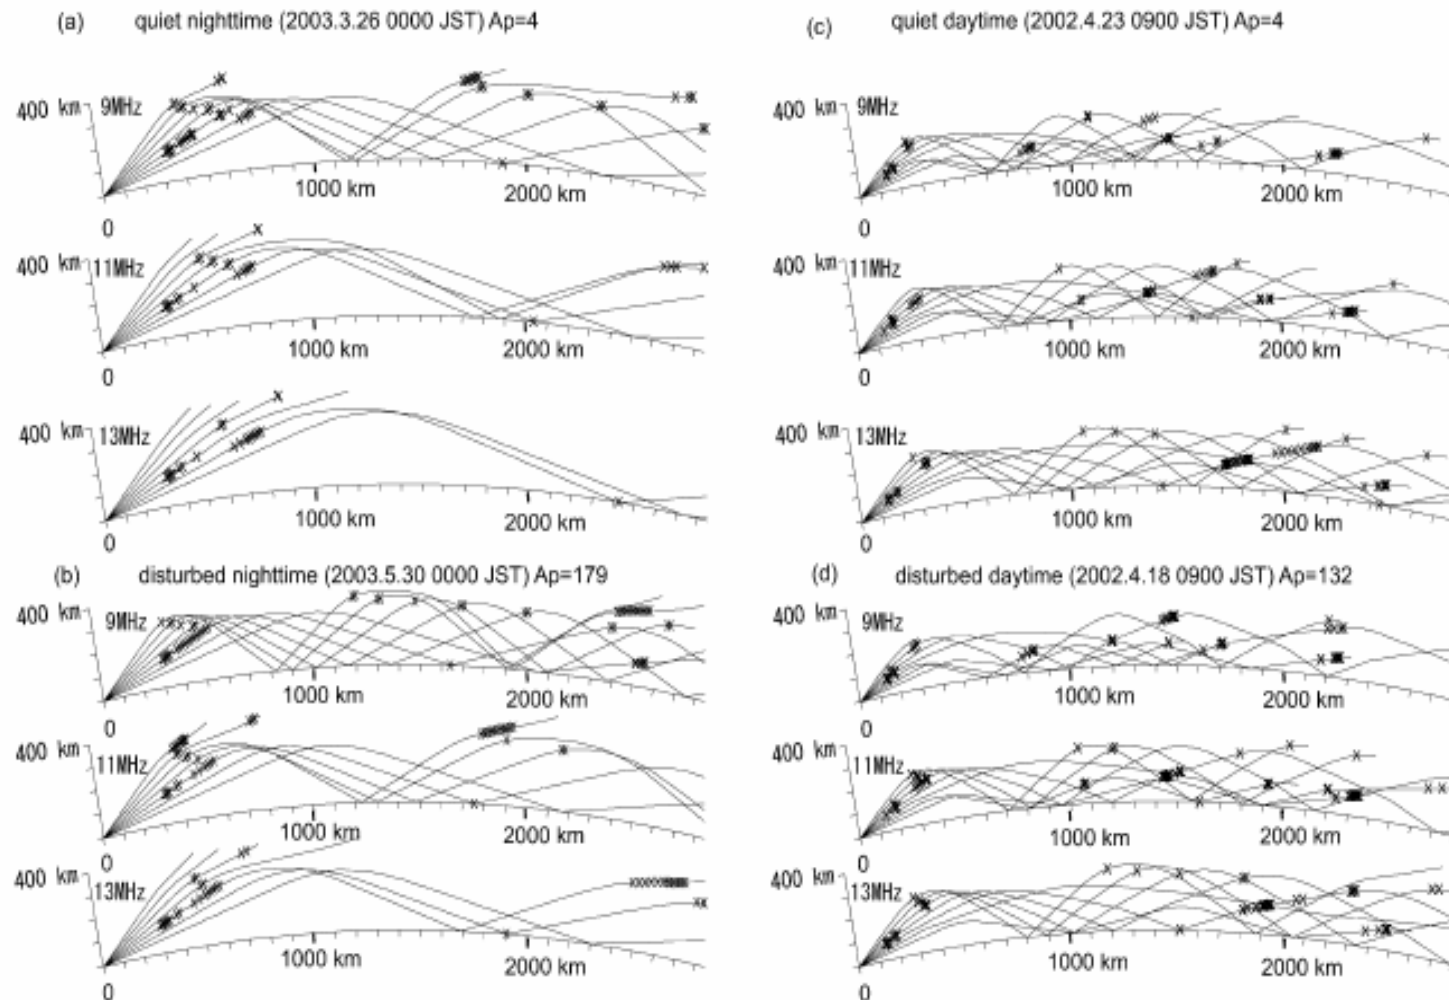 (a) quiet nighttime (2003.3.26 0000 JST) Ap=4
400 km 9MHz
1000 km 2000 km
0
400 km 11MHz
1000 km 2000 km
0
400 km 13MHz
1000 km 2000 km
0
(b) disturbed nighttime (2003.5.30 0000 JST) Ap=179
400 km 9MHz
1000 km 2000 km
0
400 km 11MHz
1000 km 2000 km
0
400 km 13MHz
1000 km 2000 km
0
(c) quiet daytime (2002.4.23 0900 JST) Ap=4
400 km 9MHz
1000 km 2000 km
0
400 km 11MHz
1000 km 2000 km
0
400 km 13MHz
1000 km 2000 km
0
(d) disturbed daytime (2002.4.18 0900 JST) Ap=132
400 km 9MHz
1000 km 2000 km
0
400 km 11MHz
1000 km 2000 km
0
400 km 13MHz
1000 km 2000 km
0